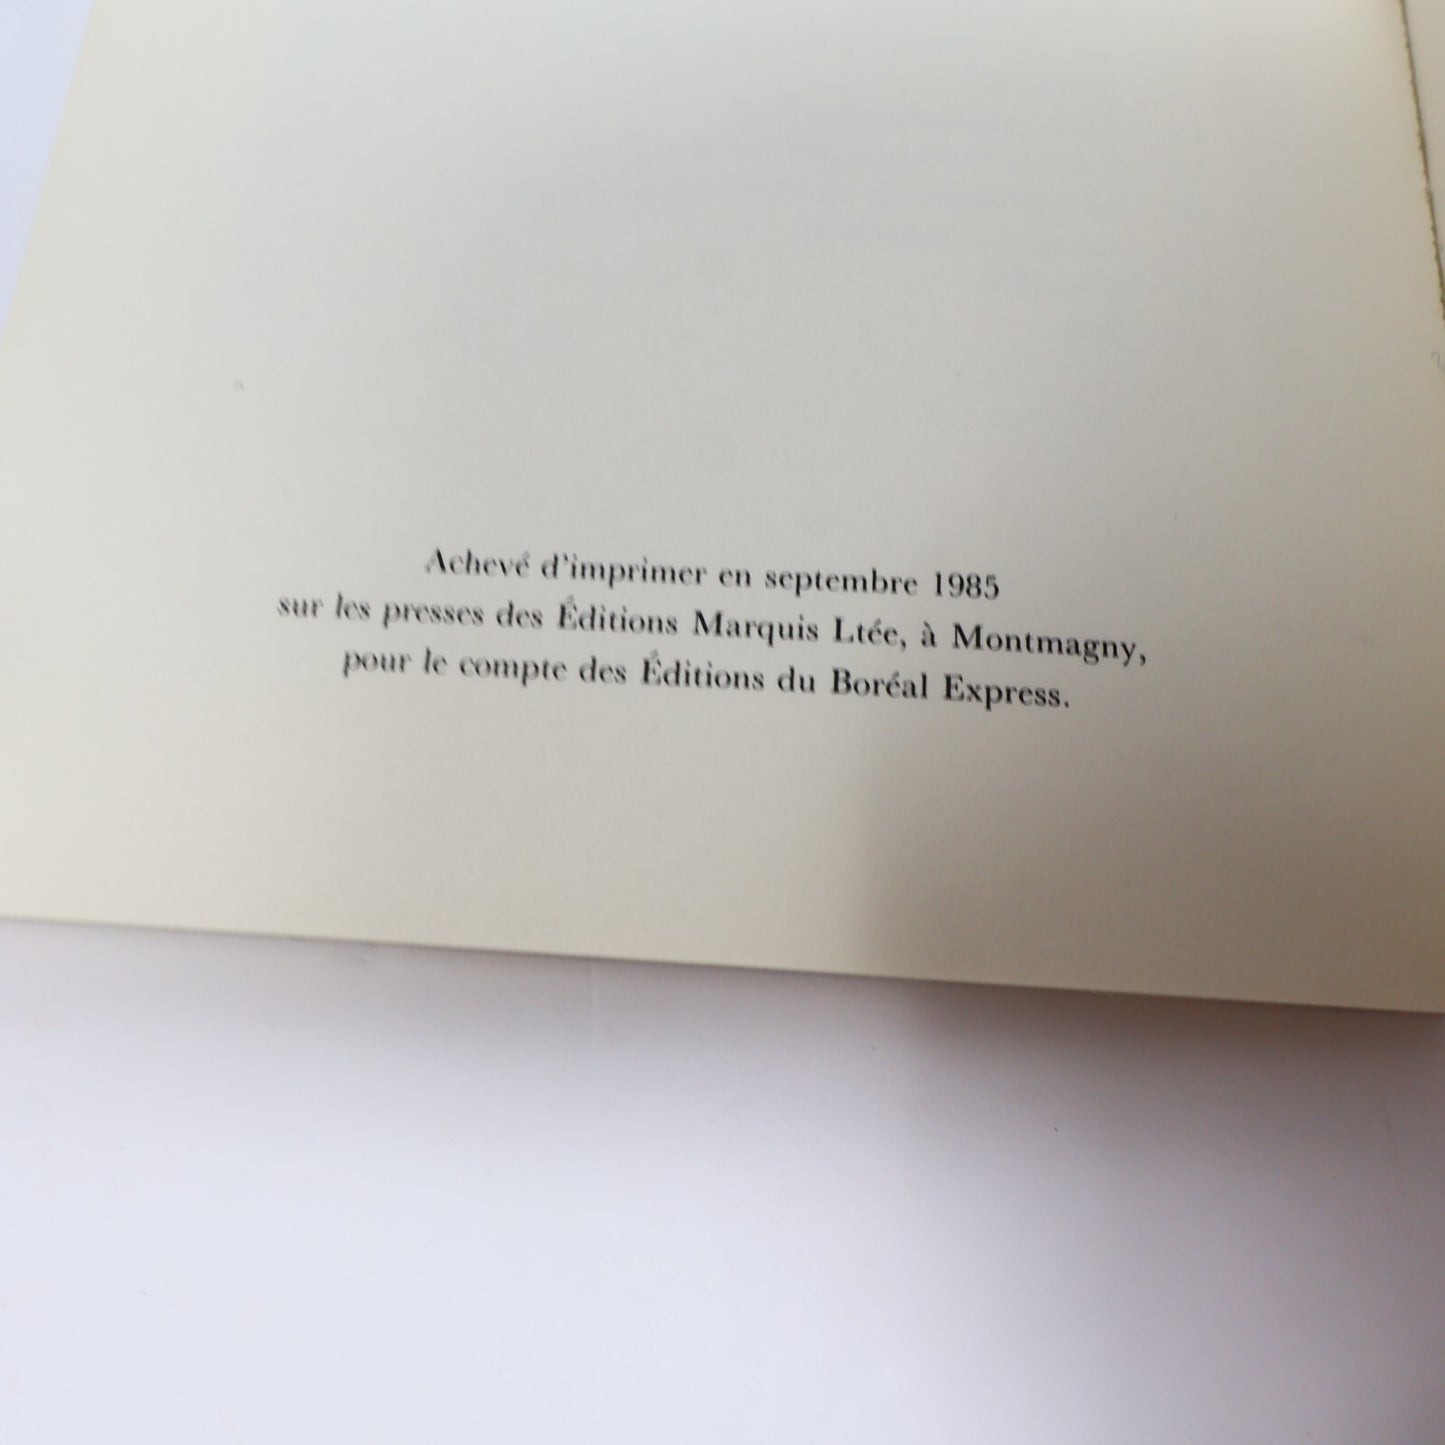 Achevé d'imprimer en septembre 1985
sur les presses des Éditions Marquis Ltée, à Montmagny,
pour le compte des Éditions du Boréal Express.